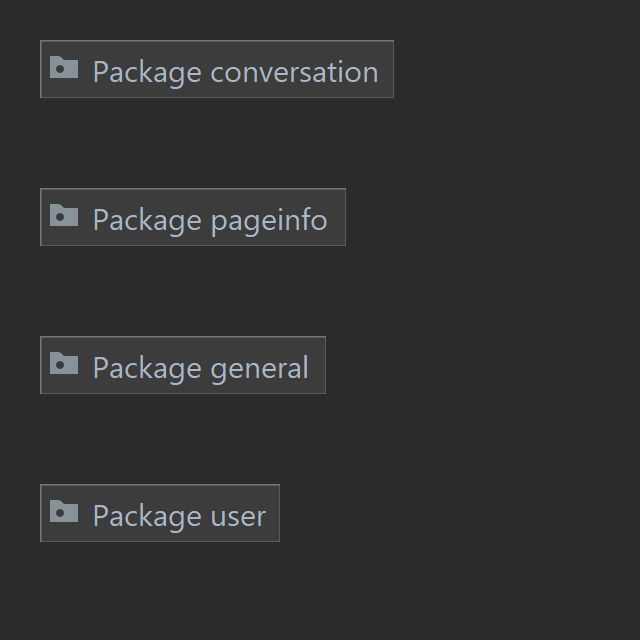 Package conversation
Package pageinfo
Package general
Package user